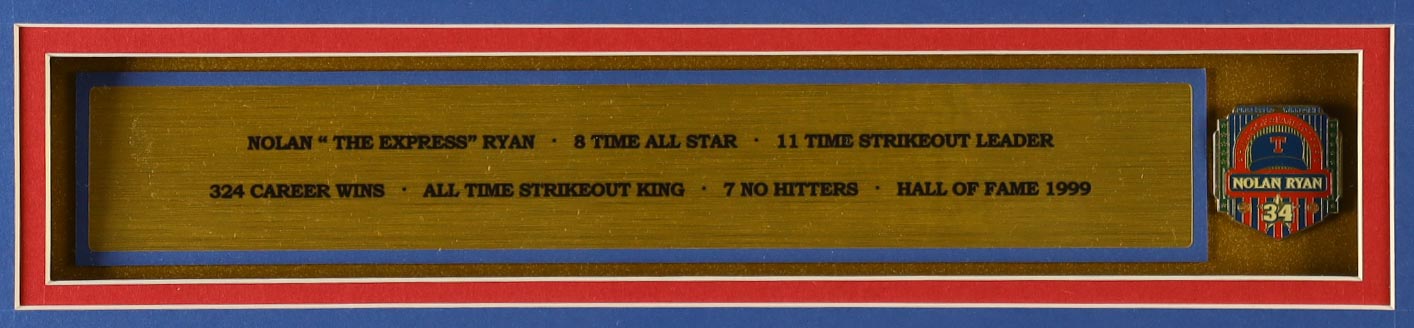 NOLAN “ THE EXPRESS” RYAN · 8 TIME ALL STAR · 11 TIME STRIKEOUT LEADER
324 CAREER WINS · ALL TIME STRIKEOUT KING · 7 NO HITTERS · HALL OF FAME 1999
T
NOLAN RYAN
34